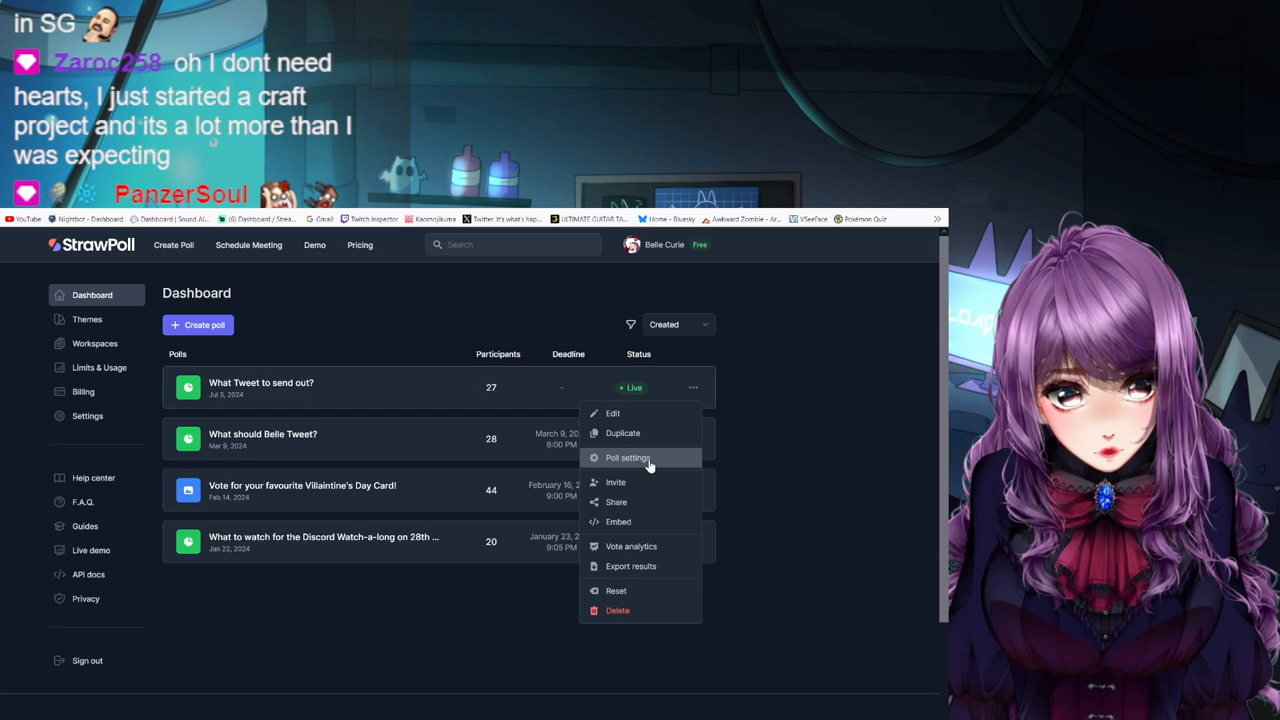 in SG
Zaroc258 oh I dont need
hearts, I just started a craft
project and its a lot more than I
was expecting
PanzerSoul
YouTube Nightbot - Dashboard Dashboard | Sound Al... (6) Dashboard / Strea... Gmail Twitch Inspector Kaomojikuma Twitter. It's what's hap... ULTIMATE GUITAR TA... Home - Bluesky Awkward Zombie - Ar... VSeeFace Pokémon Quiz
StrawPoll Create Poll Schedule Meeting Demo Pricing Search Belle Curie Free
Dashboard
Themes
Workspaces
Limits & Usage
Billing
Settings
Help center
F.A.Q.
Guides
Live demo
API docs
Privacy
Sign out
Dashboard
+ Create poll Created
Polls Participants Deadline Status
What Tweet to send out? 27 - Live
Jul 5, 2024
What should Belle Tweet? 28 March 9, 20
Mar 9, 2024 8:00 PM
Vote for your favourite Villaintine's Day Card! 44 February 16, 2
Feb 14, 2024 9:00 PM
What to watch for the Discord Watch-a-long on 28th ... 20 January 23, 2
Jan 22, 2024 9:05 PM
Edit
Duplicate
Poll settings
Invite
Share
Embed
Vote analytics
Export results
Reset
Delete